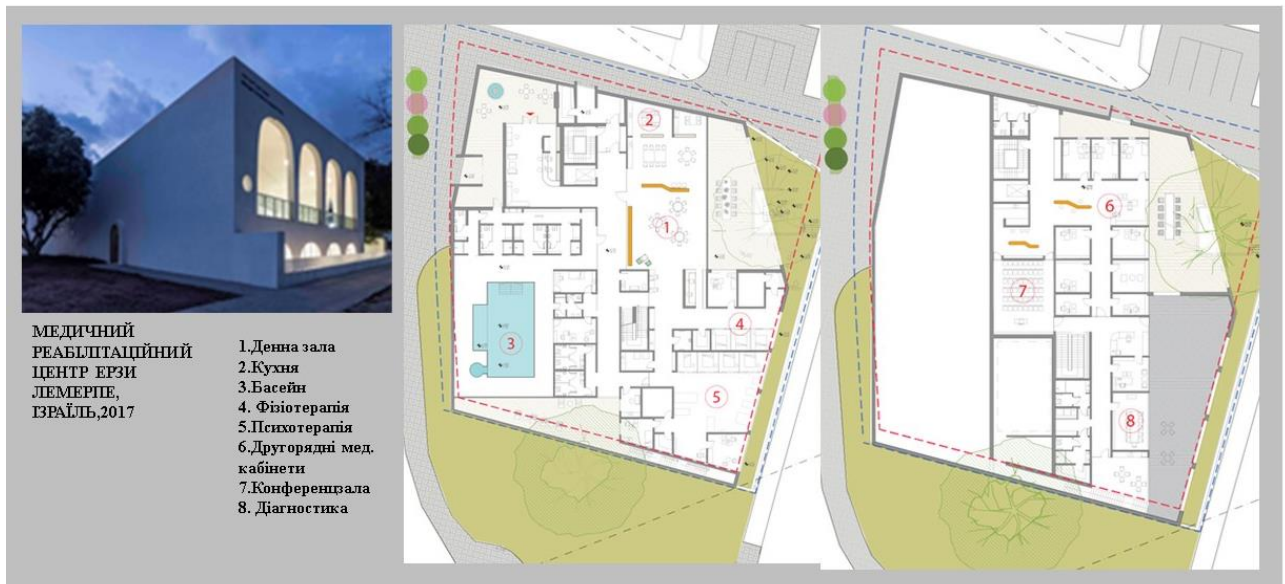 МЕДИЧНИЙ
РЕАБІЛІТАЦІЙНИЙ
ЦЕНТР ЕРЗИ
ЛЕМЕРПЕ,
ІЗРАЇЛЬ,2017
1.Денна зала
2.Кухня
3.Басейн
4. Фізіотерапія
5.Психотерапія
6.Другорядні мед.
кабінети
7.Конференцзала
8. Діагностика
2
1
3
4
5
6
7
8